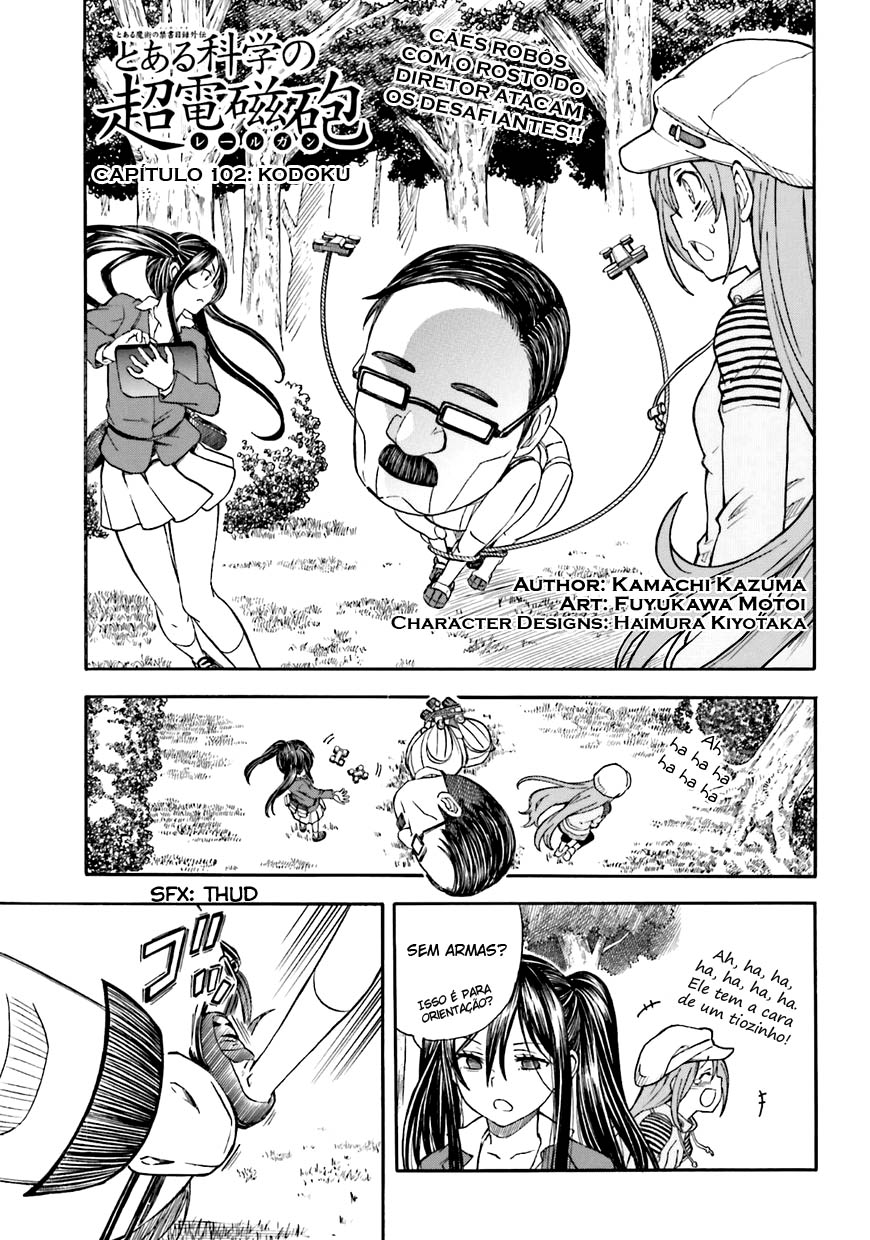 とある魔術の禁書目録外伝
とある科学の
超電磁砲
レールガン
CAPÍTULO 102: KODOKU
CÃES ROBÔS
COM O ROSTO DO
DIRETOR ATACAM
OS DESAFIANTES!!
AUTHOR: KAMACHI KAZUMA
ART: FUYUKAWA MOTOI
CHARACTER DESIGNS: HAIMURA KIYOTAKA
Ah,
ha ha ha
ha ha há
SFX: THUD
ゴッ
SEM ARMAS?
ISSO É PARA
ORIENTAÇÃO?
Ah, ha, ha,
ha, ha, ha, ha.
Ele tem a cara
de um tiozinho!